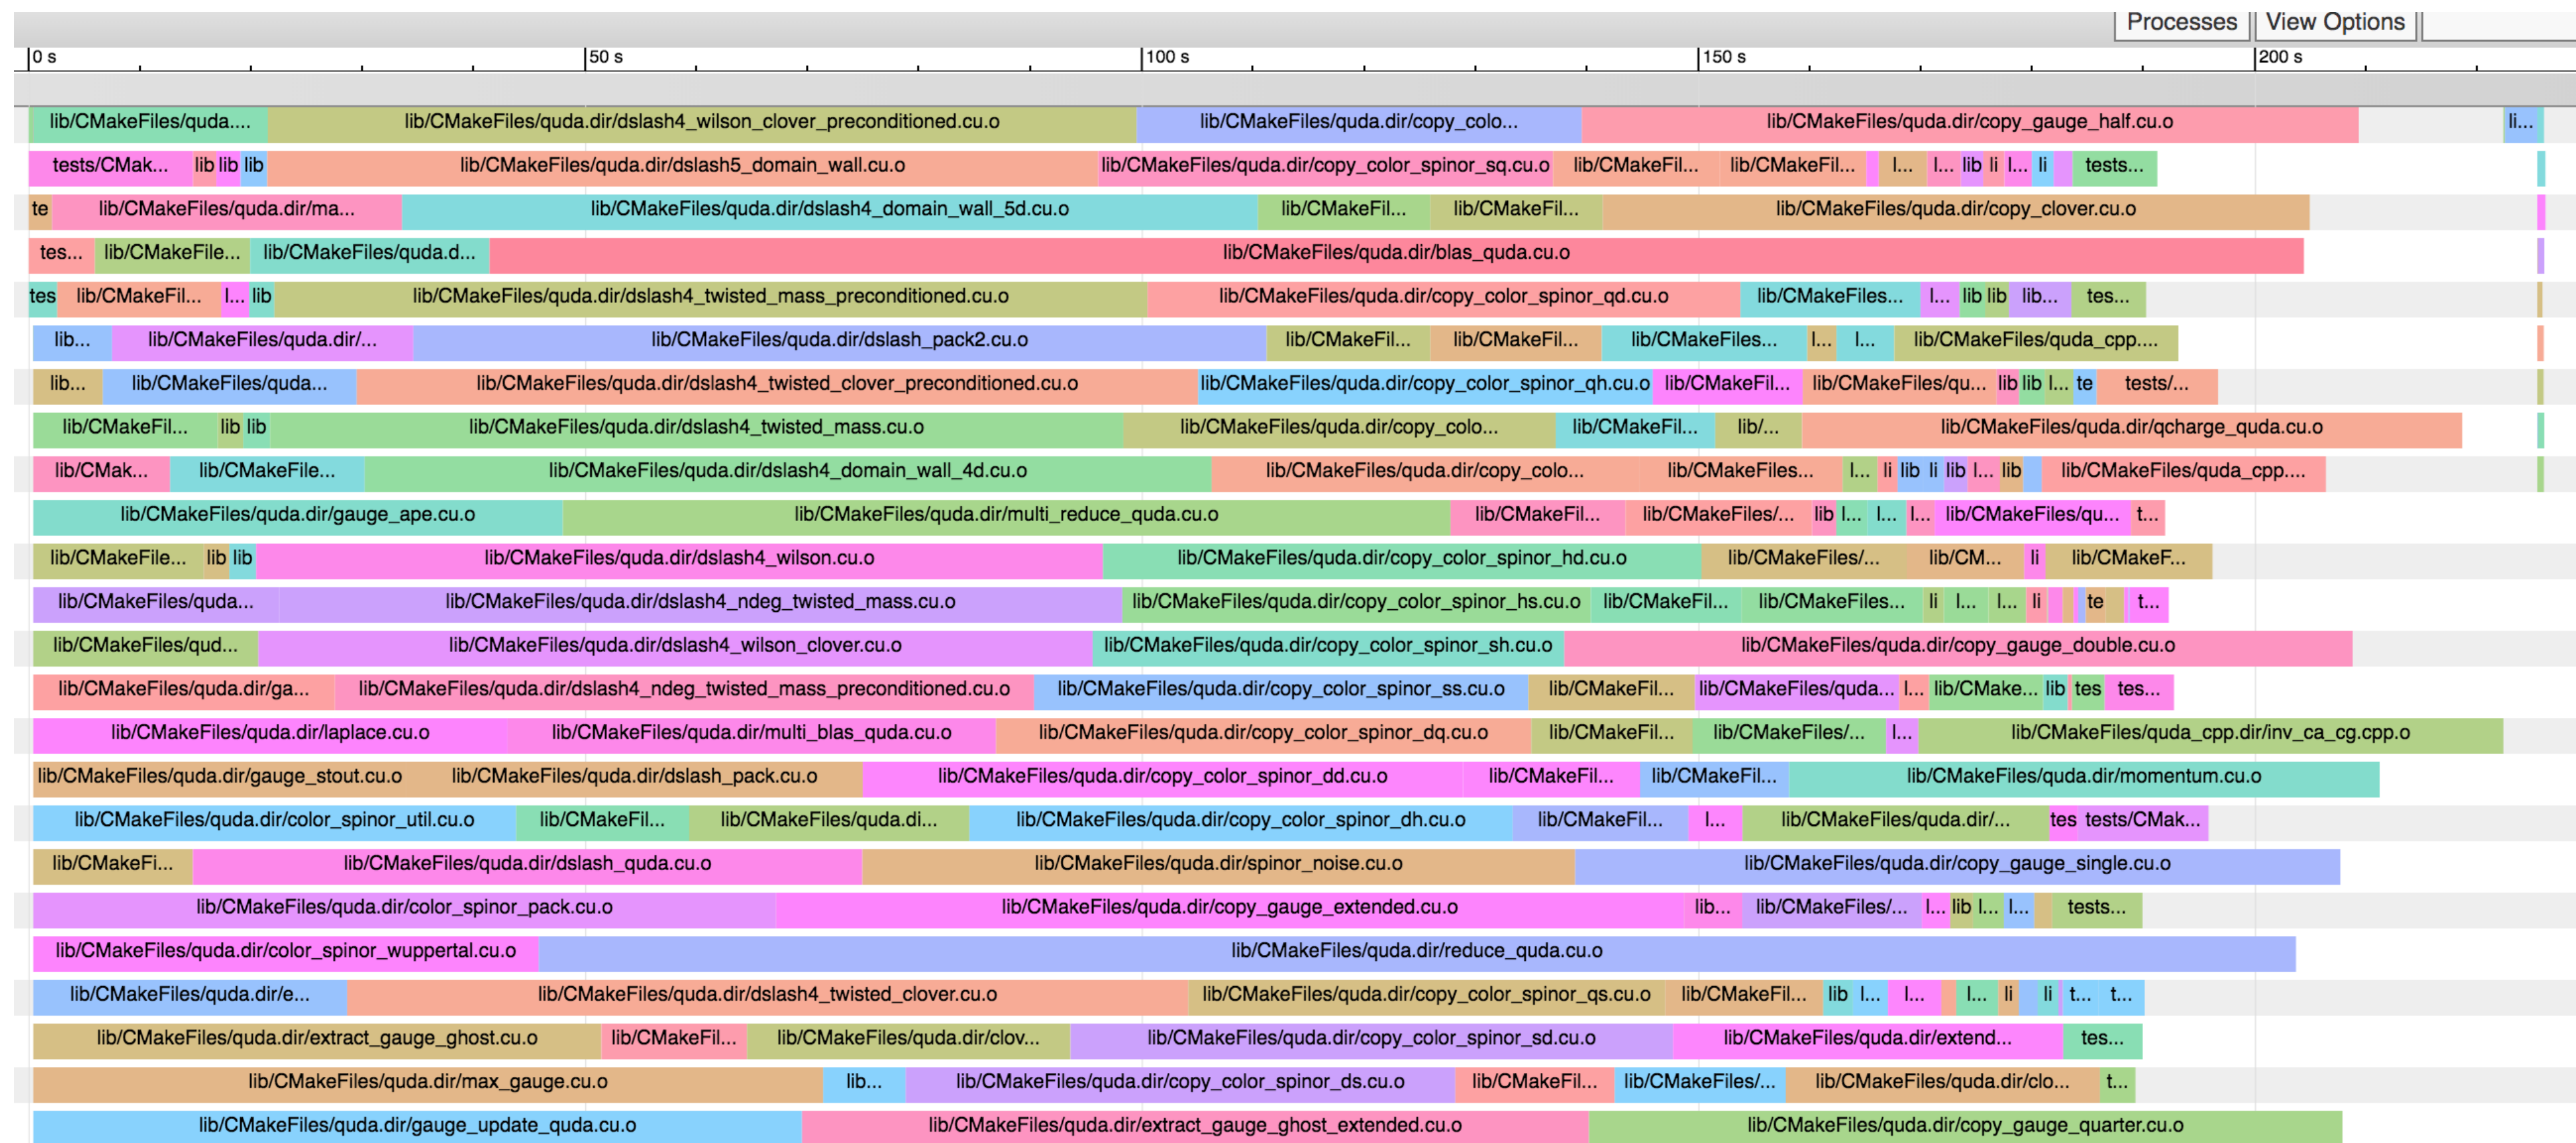 Processes View Options
0 s 50 s 100 s 150 s 200 s
lib/CMakeFiles/quda.... lib/CMakeFiles/quda.dir/dslash4_wilson_clover_preconditioned.cu.o lib/CMakeFiles/quda.dir/copy_colo... lib/CMakeFiles/quda.dir/copy_gauge_half.cu.o li...
tests/CMak... lib lib lib lib/CMakeFiles/quda.dir/dslash5_domain_wall.cu.o lib/CMakeFiles/quda.dir/copy_color_spinor_sq.cu.o lib/CMakeFil... lib/CMakeFil... l... l... lib li l... li tests...
te lib/CMakeFiles/quda.dir/ma... lib/CMakeFiles/quda.dir/dslash4_domain_wall_5d.cu.o lib/CMakeFil... lib/CMakeFil... lib/CMakeFiles/quda.dir/copy_clover.cu.o
tes... lib/CMakeFile... lib/CMakeFiles/quda.d... lib/CMakeFiles/quda.dir/blas_quda.cu.o
tes lib/CMakeFil... l... lib lib/CMakeFiles/quda.dir/dslash4_twisted_mass_preconditioned.cu.o lib/CMakeFiles/quda.dir/copy_color_spinor_qd.cu.o lib/CMakeFiles... l... lib lib lib... tes...
lib... lib/CMakeFiles/quda.dir/... lib/CMakeFiles/quda.dir/dslash_pack2.cu.o lib/CMakeFil... lib/CMakeFil... lib/CMakeFiles... l... l... lib/CMakeFiles/quda_cpp....
lib... lib/CMakeFiles/quda... lib/CMakeFiles/quda.dir/dslash4_twisted_clover_preconditioned.cu.o lib/CMakeFiles/quda.dir/copy_color_spinor_qh.cu.o lib/CMakeFil... lib/CMakeFiles/qu... lib lib l... te tests/...
lib/CMakeFil... lib lib lib/CMakeFiles/quda.dir/dslash4_twisted_mass.cu.o lib/CMakeFiles/quda.dir/copy_colo... lib/CMakeFil... lib/... lib/CMakeFiles/quda.dir/qcharge_quda.cu.o
lib/CMak... lib/CMakeFile... lib/CMakeFiles/quda.dir/dslash4_domain_wall_4d.cu.o lib/CMakeFiles/quda.dir/copy_colo... lib/CMakeFiles... l... li lib li lib l... lib lib/CMakeFiles/quda_cpp....
lib/CMakeFiles/quda.dir/gauge_ape.cu.o lib/CMakeFiles/quda.dir/multi_reduce_quda.cu.o lib/CMakeFil... lib/CMakeFiles/... lib l... l... l... lib/CMakeFiles/qu... t...
lib/CMakeFile... lib lib lib/CMakeFiles/quda.dir/dslash4_wilson.cu.o lib/CMakeFiles/quda.dir/copy_color_spinor_hd.cu.o lib/CMakeFiles/... lib/CM... li lib/CMakeF...
lib/CMakeFiles/quda... lib/CMakeFiles/quda.dir/dslash4_ndeg_twisted_mass.cu.o lib/CMakeFiles/quda.dir/copy_color_spinor_hs.cu.o lib/CMakeFil... lib/CMakeFiles... li l... l... li te t...
lib/CMakeFiles/qud... lib/CMakeFiles/quda.dir/dslash4_wilson_clover.cu.o lib/CMakeFiles/quda.dir/copy_color_spinor_sh.cu.o lib/CMakeFiles/quda.dir/copy_gauge_double.cu.o
lib/CMakeFiles/quda.dir/ga... lib/CMakeFiles/quda.dir/dslash4_ndeg_twisted_mass_preconditioned.cu.o lib/CMakeFiles/quda.dir/copy_color_spinor_ss.cu.o lib/CMakeFil... lib/CMakeFiles/quda... l... lib/CMake... lib tes tes...
lib/CMakeFiles/quda.dir/laplace.cu.o lib/CMakeFiles/quda.dir/multi_blas_quda.cu.o lib/CMakeFiles/quda.dir/copy_color_spinor_dq.cu.o lib/CMakeFil... lib/CMakeFiles/... l... lib/CMakeFiles/quda_cpp.dir/inv_ca_cg.cpp.o
lib/CMakeFiles/quda.dir/gauge_stout.cu.o lib/CMakeFiles/quda.dir/dslash_pack.cu.o lib/CMakeFiles/quda.dir/copy_color_spinor_dd.cu.o lib/CMakeFil... lib/CMakeFil... lib/CMakeFiles/quda.dir/momentum.cu.o
lib/CMakeFiles/quda.dir/color_spinor_util.cu.o lib/CMakeFil... lib/CMakeFiles/quda.di... lib/CMakeFiles/quda.dir/copy_color_spinor_dh.cu.o lib/CMakeFil... l... lib/CMakeFiles/quda.dir/... tes tests/CMak...
lib/CMakeFi... lib/CMakeFiles/quda.dir/dslash_quda.cu.o lib/CMakeFiles/quda.dir/spinor_noise.cu.o lib/CMakeFiles/quda.dir/copy_gauge_single.cu.o
lib/CMakeFiles/quda.dir/color_spinor_pack.cu.o lib/CMakeFiles/quda.dir/copy_gauge_extended.cu.o lib... lib/CMakeFiles/... l... lib l... l... tests...
lib/CMakeFiles/quda.dir/color_spinor_wuppertal.cu.o lib/CMakeFiles/quda.dir/reduce_quda.cu.o
lib/CMakeFiles/quda.dir/e... lib/CMakeFiles/quda.dir/dslash4_twisted_clover.cu.o lib/CMakeFiles/quda.dir/copy_color_spinor_qs.cu.o lib/CMakeFil... lib l... l... l... li li t... t...
lib/CMakeFiles/quda.dir/extract_gauge_ghost.cu.o lib/CMakeFil... lib/CMakeFiles/quda.dir/clov... lib/CMakeFiles/quda.dir/copy_color_spinor_sd.cu.o lib/CMakeFiles/quda.dir/extend... tes...
lib/CMakeFiles/quda.dir/max_gauge.cu.o lib... lib/CMakeFiles/quda.dir/copy_color_spinor_ds.cu.o lib/CMakeFil... lib/CMakeFiles/... lib/CMakeFiles/quda.dir/clo... t...
lib/CMakeFiles/quda.dir/gauge_update_quda.cu.o lib/CMakeFiles/quda.dir/extract_gauge_ghost_extended.cu.o lib/CMakeFiles/quda.dir/copy_gauge_quarter.cu.o